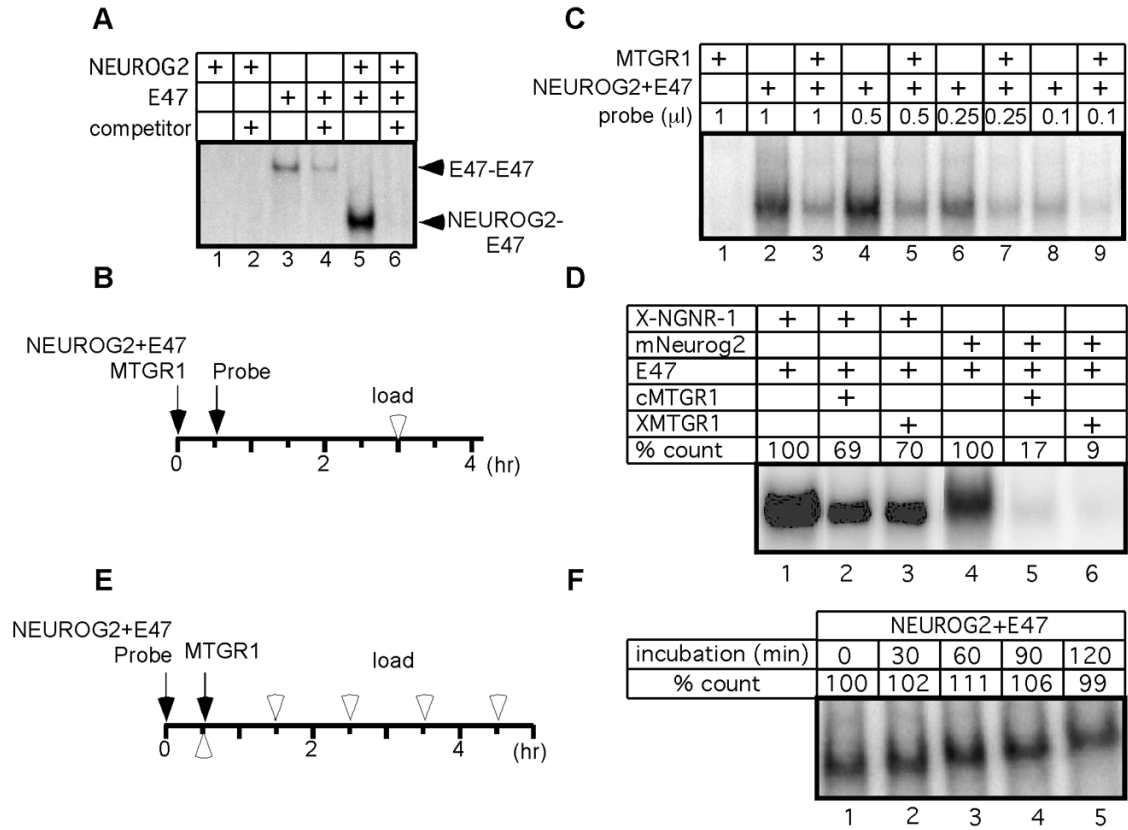 A
NEUROG2 + + + +
E47 + + + +
competitor + + +
E47-E47
NEUROG2-
E47
1 2 3 4 5 6
B
NEUROG2+E47
MTGR1
Probe
load
0 2 4 (hr)
C
MTGR1 + + + + +
NEUROG2+E47 + + + + + + + +
probe (µl) 1 1 1 0.5 0.5 0.25 0.25 0.1 0.1
1 2 3 4 5 6 7 8 9
D
X-NGNR-1 + + +
mNeurog2 + + +
E47 + + + + + +
cMTGR1 + +
XMTGR1 + +
% count 100 69 70 100 17 9
1 2 3 4 5 6
E
NEUROG2+E47
Probe
MTGR1
load
0 2 4 (hr)
F
NEUROG2+E47
incubation (min) 0 30 60 90 120
% count 100 102 111 106 99
1 2 3 4 5